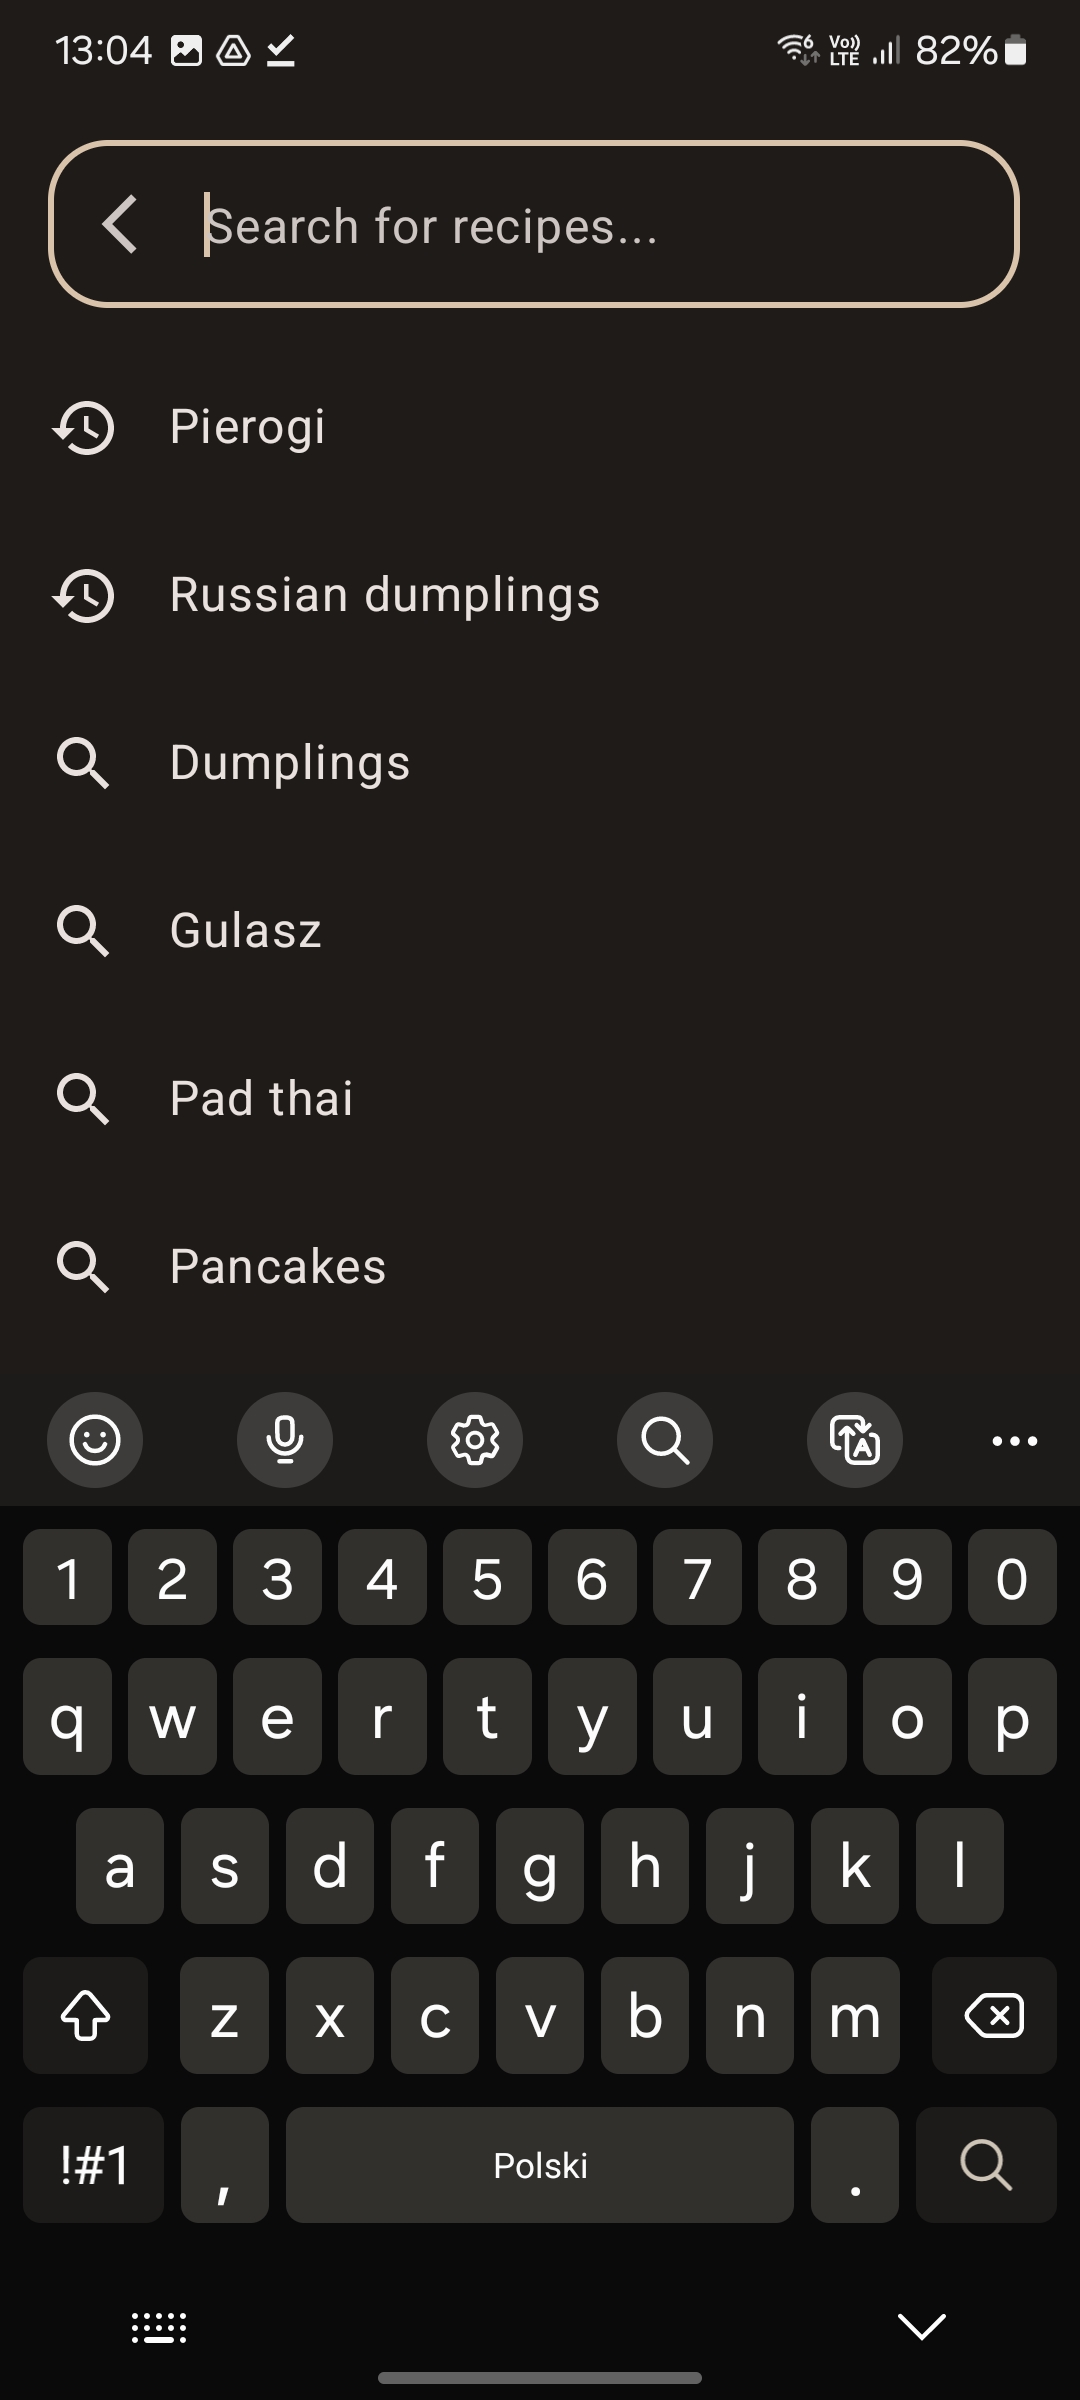 13:04 6 Vo)) LTE 82%
Search for recipes...
Pierogi
Russian dumplings
Dumplings
Gulasz
Pad thai
Pancakes
1 2 3 4 5 6 7 8 9 0
q w e r t y u i o p
a s d f g h j k l
z x c v b n m
!#1 , Polski .